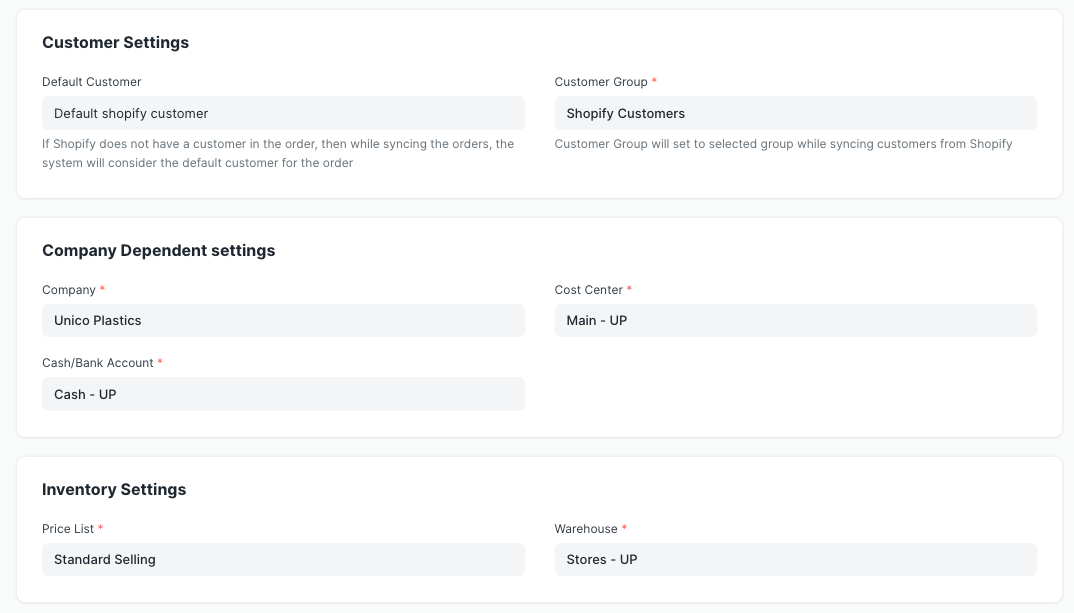 Customer Settings
Default Customer
Customer Group *
Default shopify customer
Shopify Customers
If Shopify does not have a customer in the order, then while syncing the orders, the
system will consider the default customer for the order
Customer Group will set to selected group while syncing customers from Shopify
Company Dependent settings
Company *
Cost Center *
Unico Plastics
Main - UP
Cash/Bank Account *
Cash - UP
Inventory Settings
Price List *
Warehouse *
Standard Selling
Stores - UP